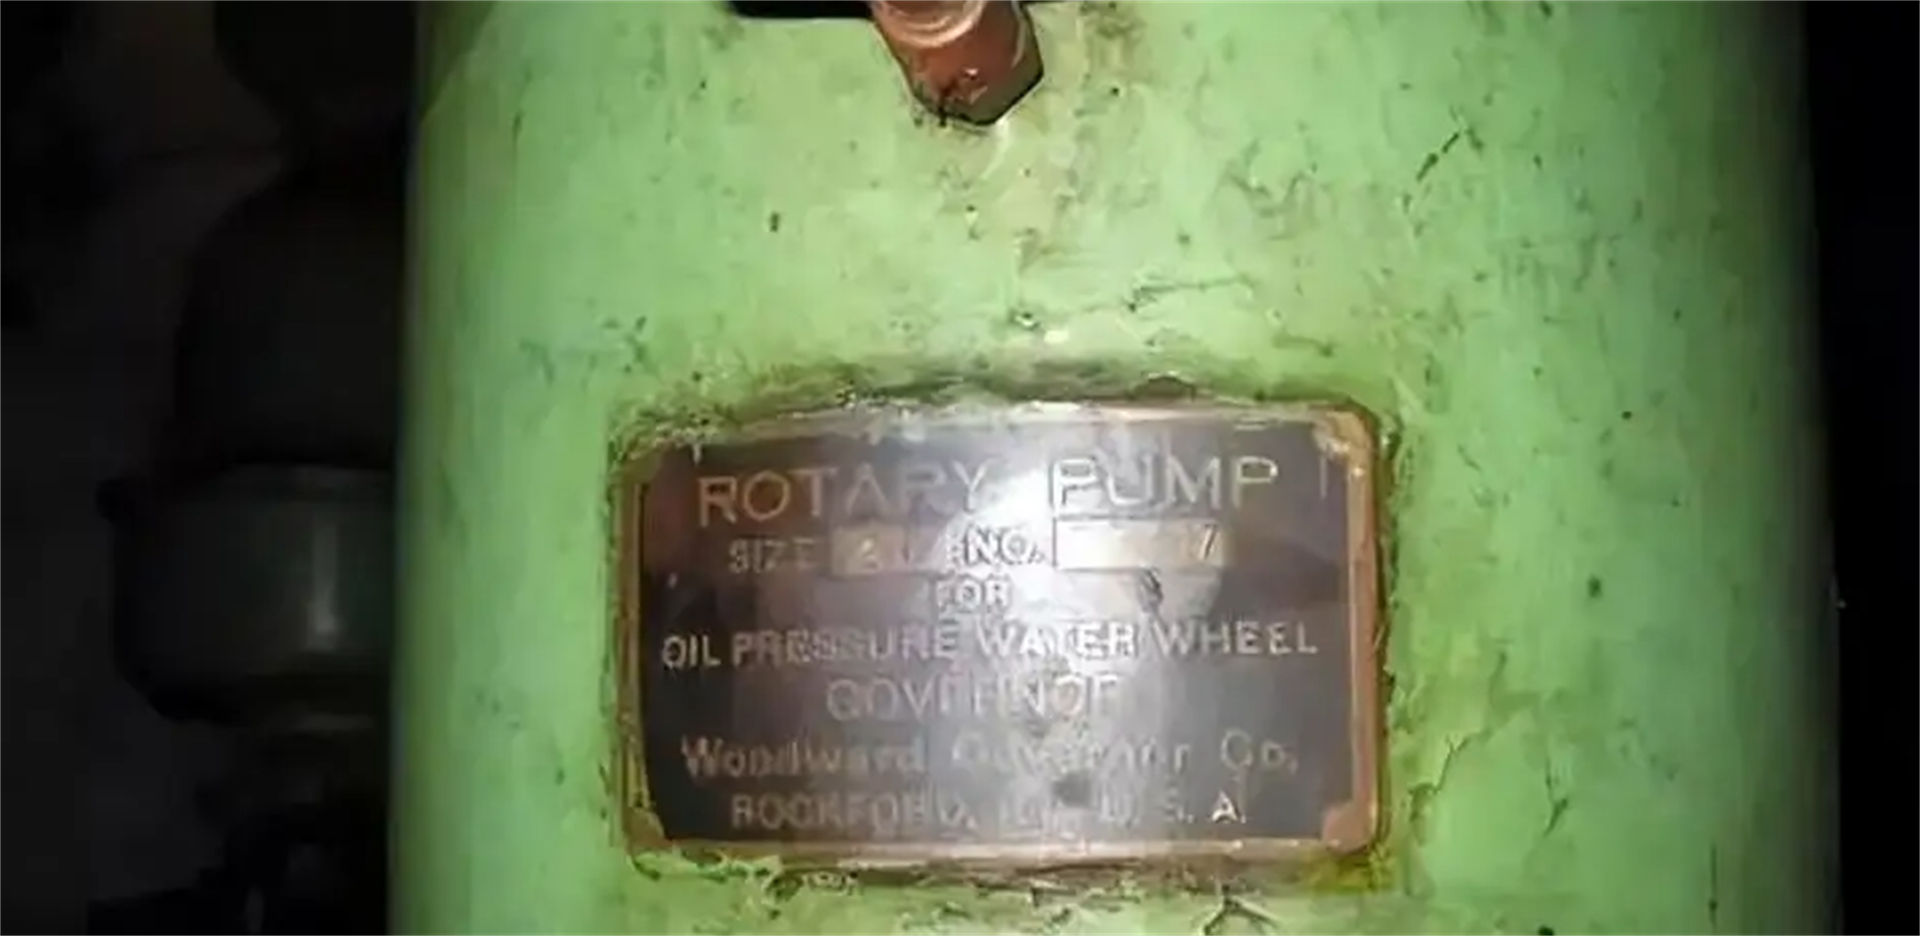 ROTARY PUMP
SIZE NO.
FOR
OIL PRESSURE WATER WHEEL
GOVERNOR
Woodward Governor Co.
ROCKFORD, ILL. U. S. A.